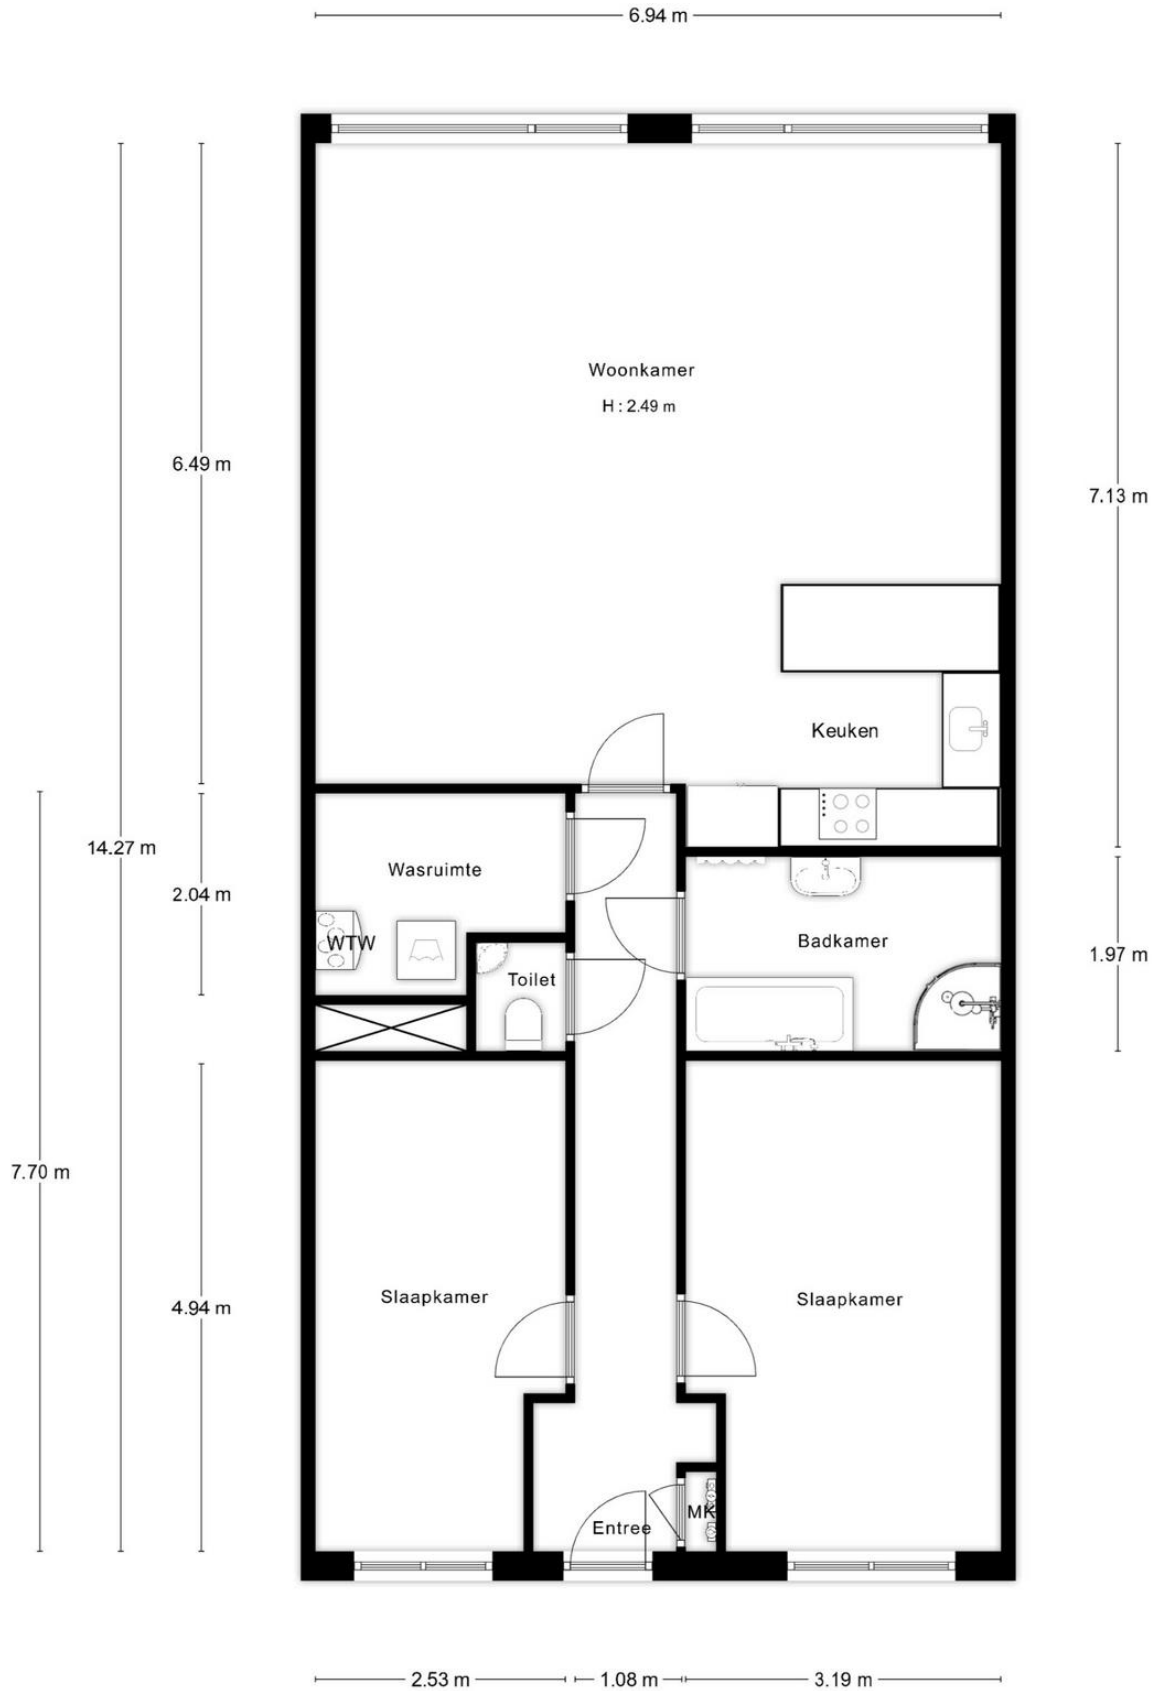 6.94 m
Woonkamer
H : 2.49 m
6.49 m
7.13 m
Keuken
14.27 m
Wasruimte
2.04 m
WTW
Badkamer
1.97 m
Toilet
7.70 m
Slaapkamer
Slaapkamer
4.94 m
MK
Entree
2.53 m
1.08 m
3.19 m